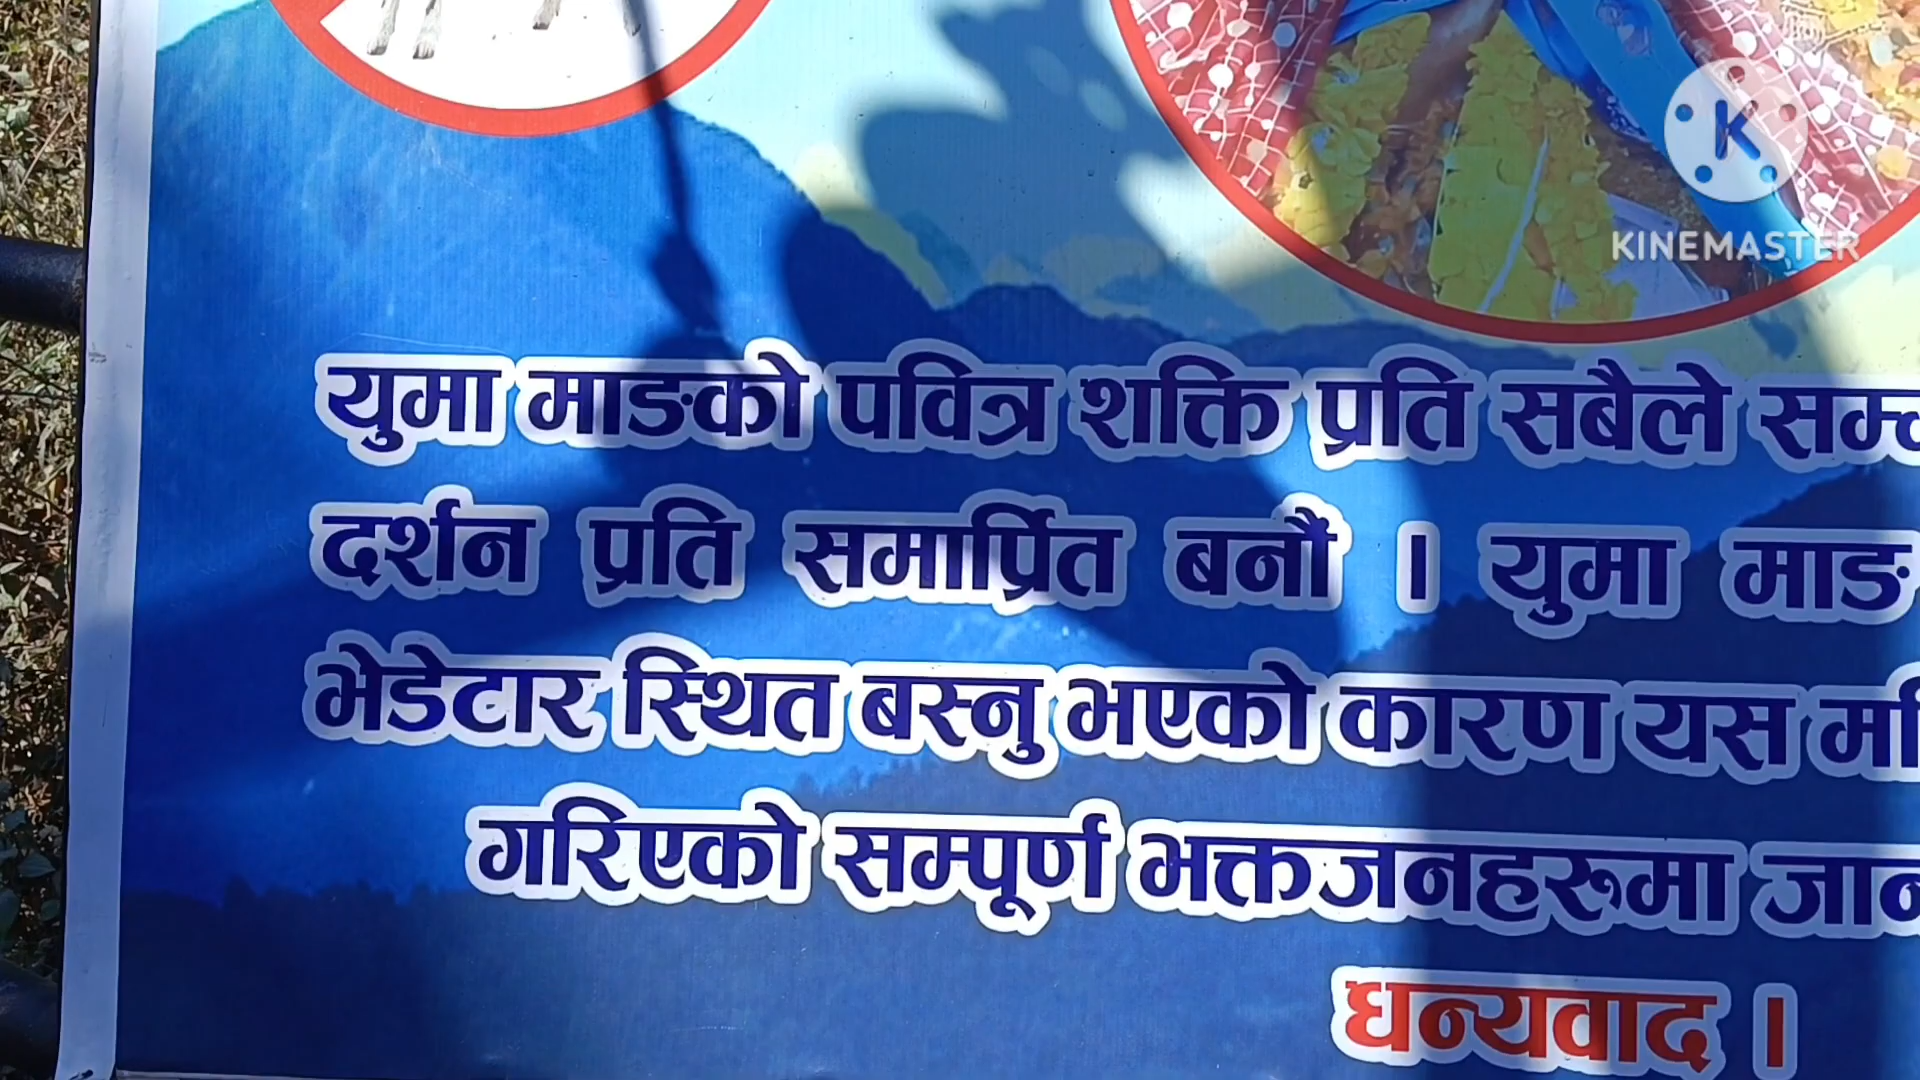 KINEMASTER
युमा माङको पवित्र शक्ति प्रति सबैले
दर्शन प्रति समार्प्रित बनौं । युमा माङ
भेडेटार स्थित बस्नु भएको कारण यस
गरिएको सम्पूर्ण भक्तजनहरुमा
धन्यवाद ।